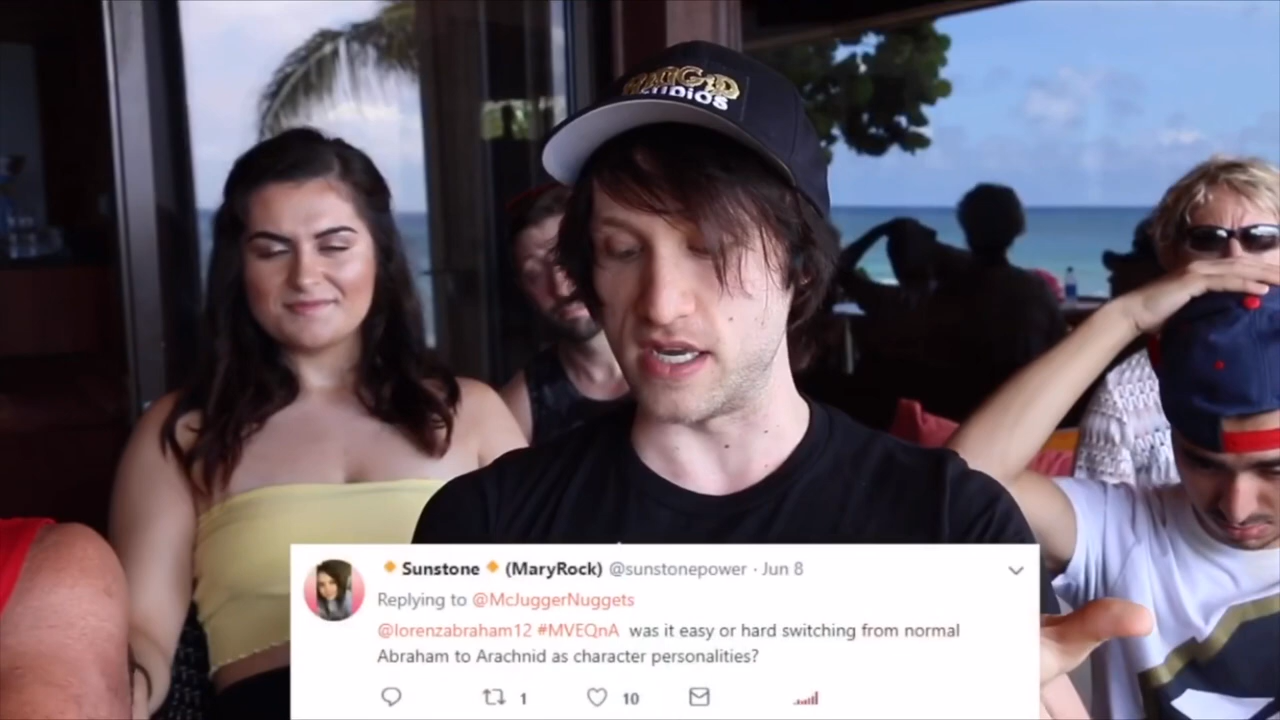 STUDIOS
Sunstone (MaryRock) @sunstonepower · Jun 8
Replying to @McJuggerNuggets
@lorenzabraham12 #MVEQnA was it easy or hard switching from normal
Abraham to Arachnid as character personalities?
1 10